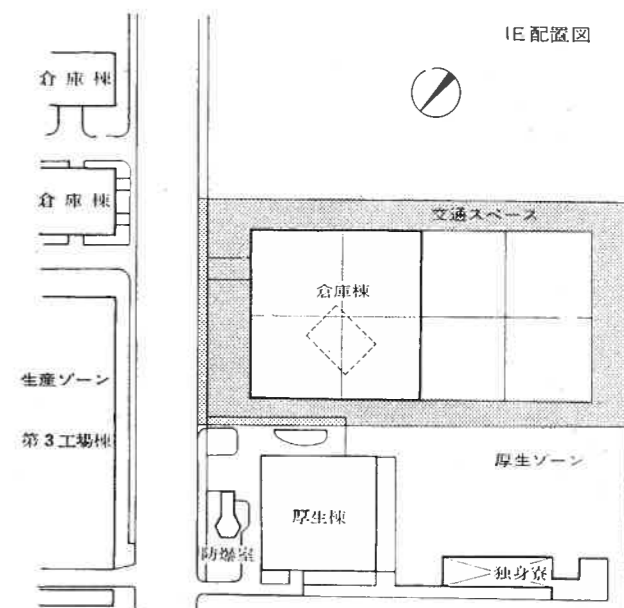 IE配置図
倉庫棟
倉庫棟
交通スペース
倉庫棟
生産ゾーン
第3工場棟
厚生ゾーン
厚生棟
防爆室
独身寮